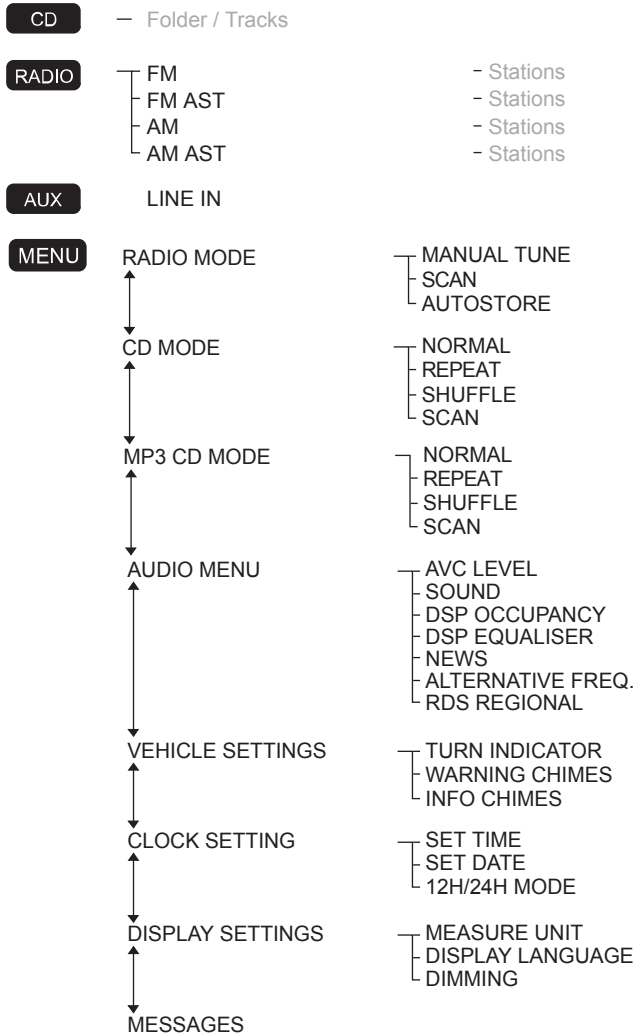 CD – Folder / Tracks
RADIO FM - Stations
FM AST - Stations
AM - Stations
AM AST - Stations
AUX LINE IN
MENU RADIO MODE MANUAL TUNE
SCAN
AUTOSTORE
CD MODE NORMAL
REPEAT
SHUFFLE
SCAN
MP3 CD MODE NORMAL
REPEAT
SHUFFLE
SCAN
AUDIO MENU AVC LEVEL
SOUND
DSP OCCUPANCY
DSP EQUALISER
NEWS
ALTERNATIVE FREQ.
RDS REGIONAL
VEHICLE SETTINGS TURN INDICATOR
WARNING CHIMES
INFO CHIMES
CLOCK SETTING SET TIME
SET DATE
12H/24H MODE
DISPLAY SETTINGS MEASURE UNIT
DISPLAY LANGUAGE
DIMMING
MESSAGES